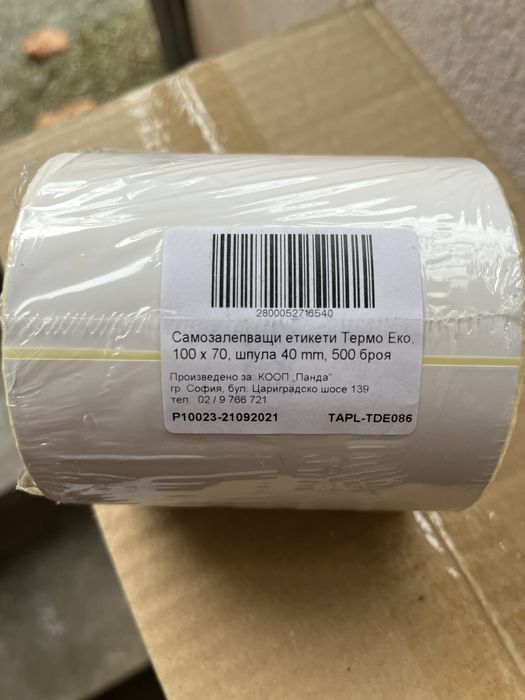 2800052716540
Самозалепващи етикети Термо Еко,
100 x 70, шпула 40 mm, 500 броя
Произведено за: КООП „Панда"
гр. София, бул. Цариградско шосе 139
тел.: 02 / 9 766 721
P10023-21092021 TAPL-TDE086